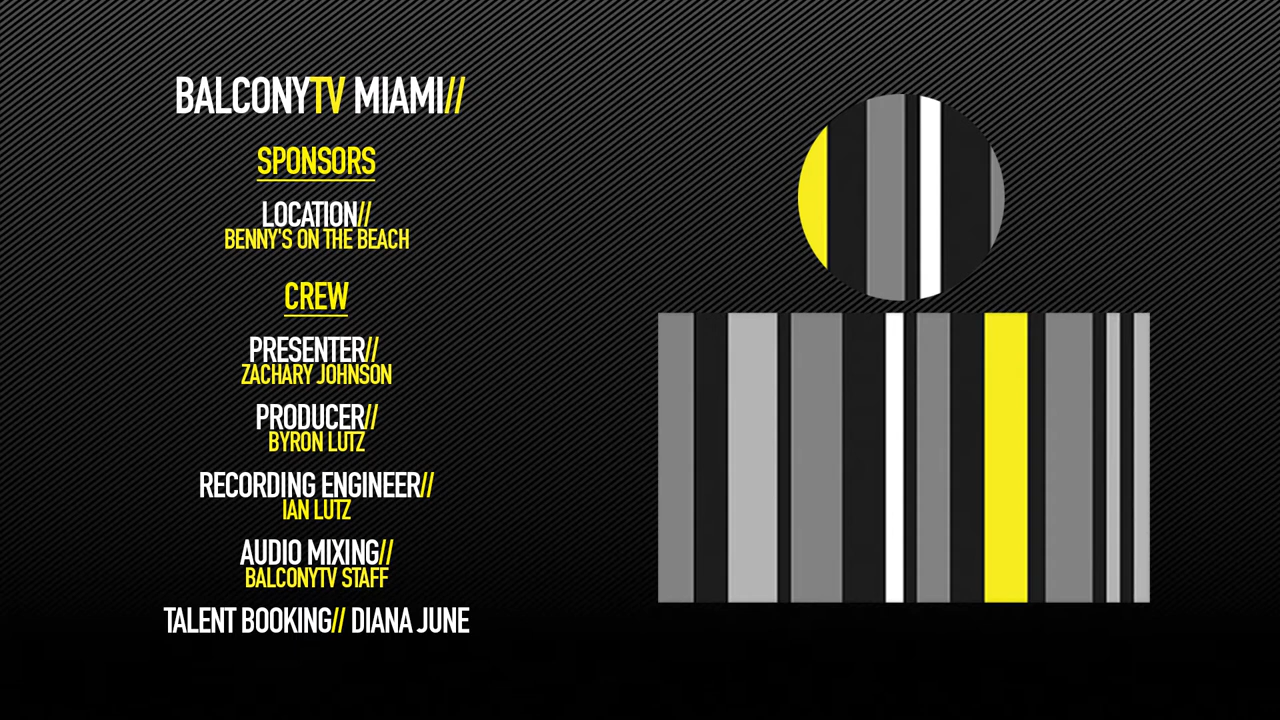 BALCONYTV MIAMI//
SPONSORS
LOCATION//
BENNY'S ON THE BEACH
CREW
PRESENTER//
ZACHARY JOHNSON
PRODUCER//
BYRON LUTZ
RECORDING ENGINEER//
IAN LUTZ
AUDIO MIXING//
BALCONYTV STAFF
TALENT BOOKING// DIANA JUNE